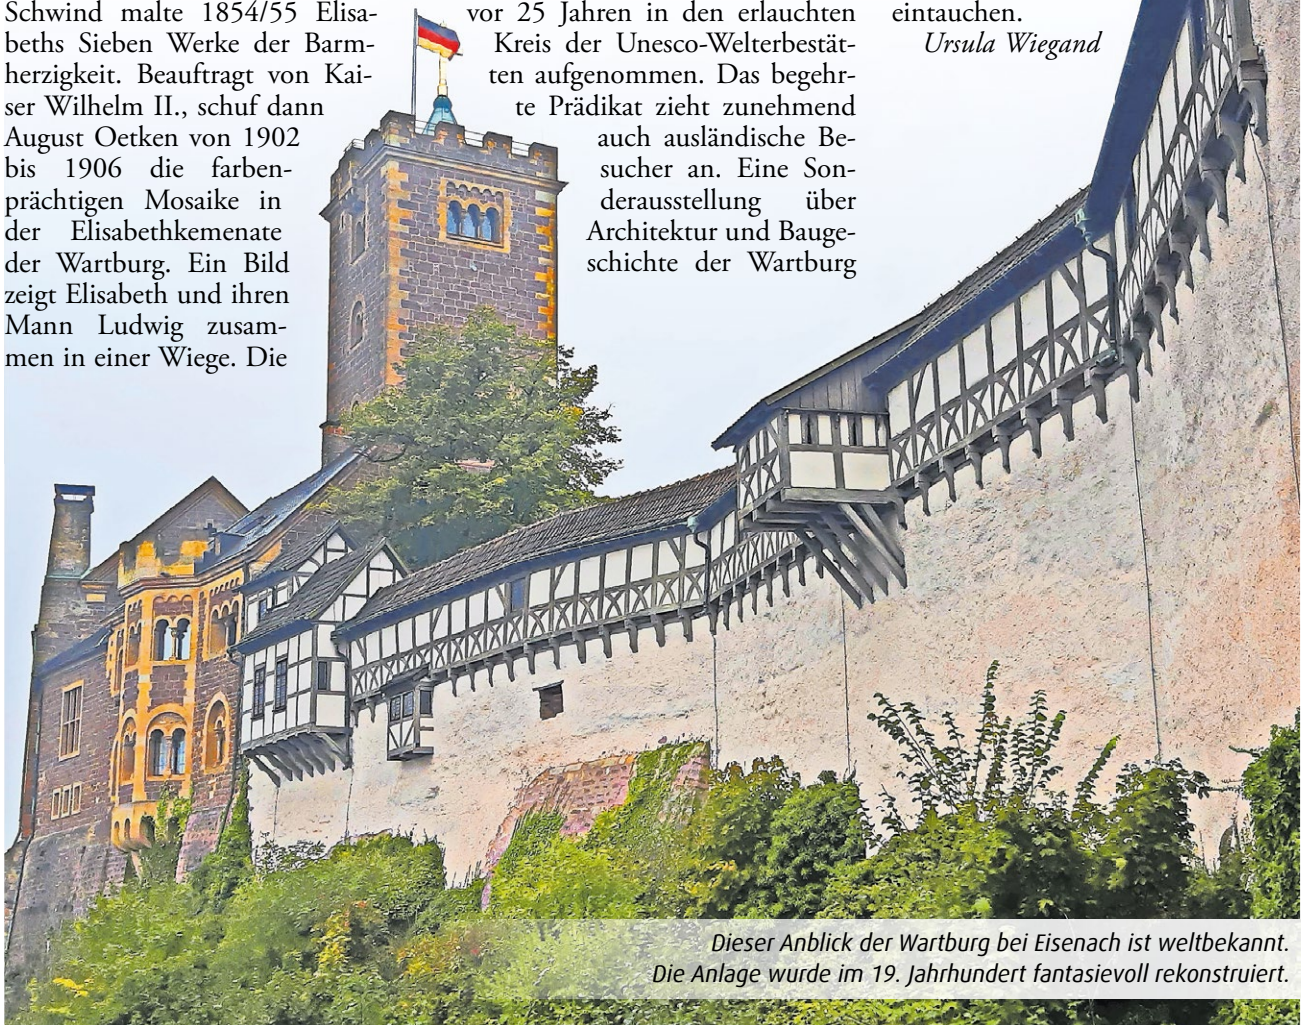 Schwind malte 1854/55 Elisa-
beths Sieben Werke der Barm-
herzigkeit. Beauftragt von Kai-
ser Wilhelm II., schuf dann
August Oetken von 1902
bis 1906 die farben-
prächtigen Mosaike in
der Elisabethkemenate
der Wartburg. Ein Bild
zeigt Elisabeth und ihren
Mann Ludwig zusam-
men in einer Wiege. Die
vor 25 Jahren in den erlauchten
Kreis der Unesco-Welterbestät-
ten aufgenommen. Das begehr-
te Prädikat zieht zunehmend
auch ausländische Be-
sucher an. Eine Son-
derausstellung über
Architektur und Bauge-
schichte der Wartburg
eintauchen.
Ursula Wiegand
Dieser Anblick der Wartburg bei Eisenach ist weltbekannt.
Die Anlage wurde im 19. Jahrhundert fantasievoll rekonstruiert.